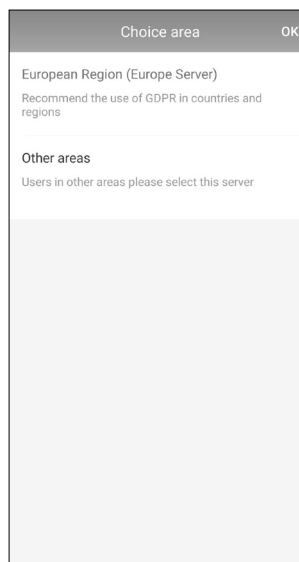 Choice area
OK
European Region (Europe Server)
Recommend the use of GDPR in countries and
regions
Other areas
Users in other areas please select this server